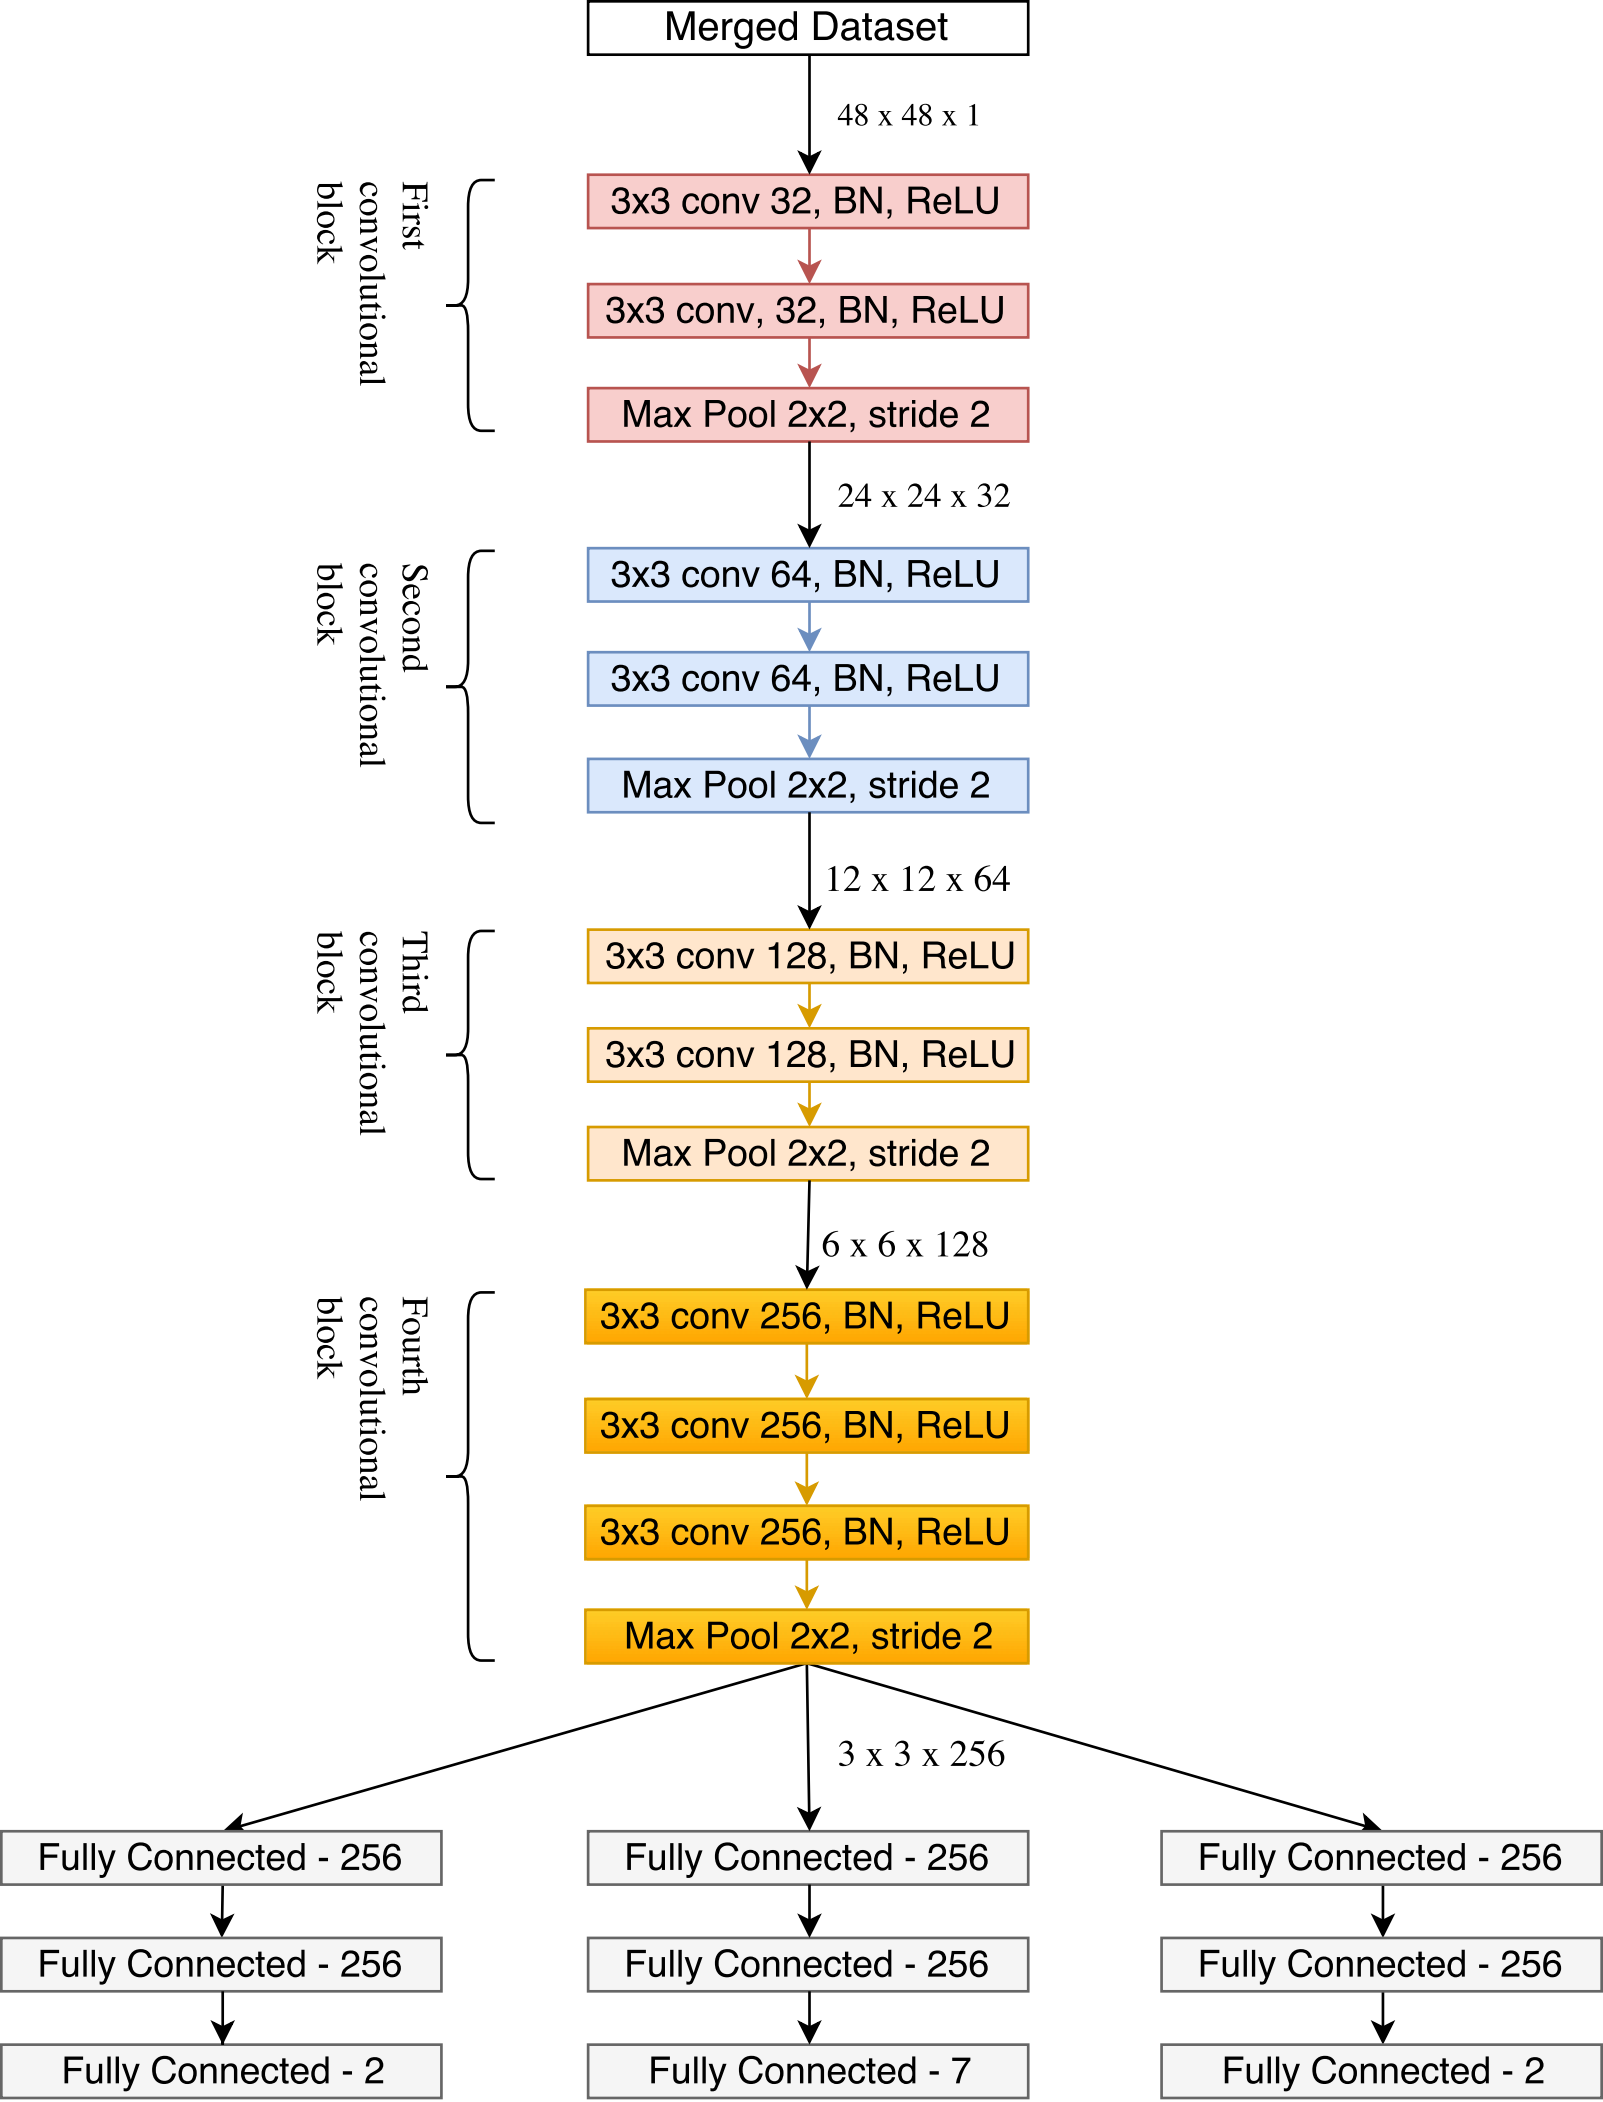 Merged Dataset
48 x 48 x 1
First
convolutional
block
3x3 conv 32, BN, ReLU
3x3 conv, 32, BN, ReLU
Max Pool 2x2, stride 2
24 x 24 x 32
Second
convolutional
block
3x3 conv 64, BN, ReLU
3x3 conv 64, BN, ReLU
Max Pool 2x2, stride 2
12 x 12 x 64
Third
convolutional
block
3x3 conv 128, BN, ReLU
3x3 conv 128, BN, ReLU
Max Pool 2x2, stride 2
6 x 6 x 128
Fourth
convolutional
block
3x3 conv 256, BN, ReLU
3x3 conv 256, BN, ReLU
3x3 conv 256, BN, ReLU
Max Pool 2x2, stride 2
3 x 3 x 256
Fully Connected - 256
Fully Connected - 256
Fully Connected - 256
Fully Connected - 256
Fully Connected - 256
Fully Connected - 256
Fully Connected - 2
Fully Connected - 7
Fully Connected - 2